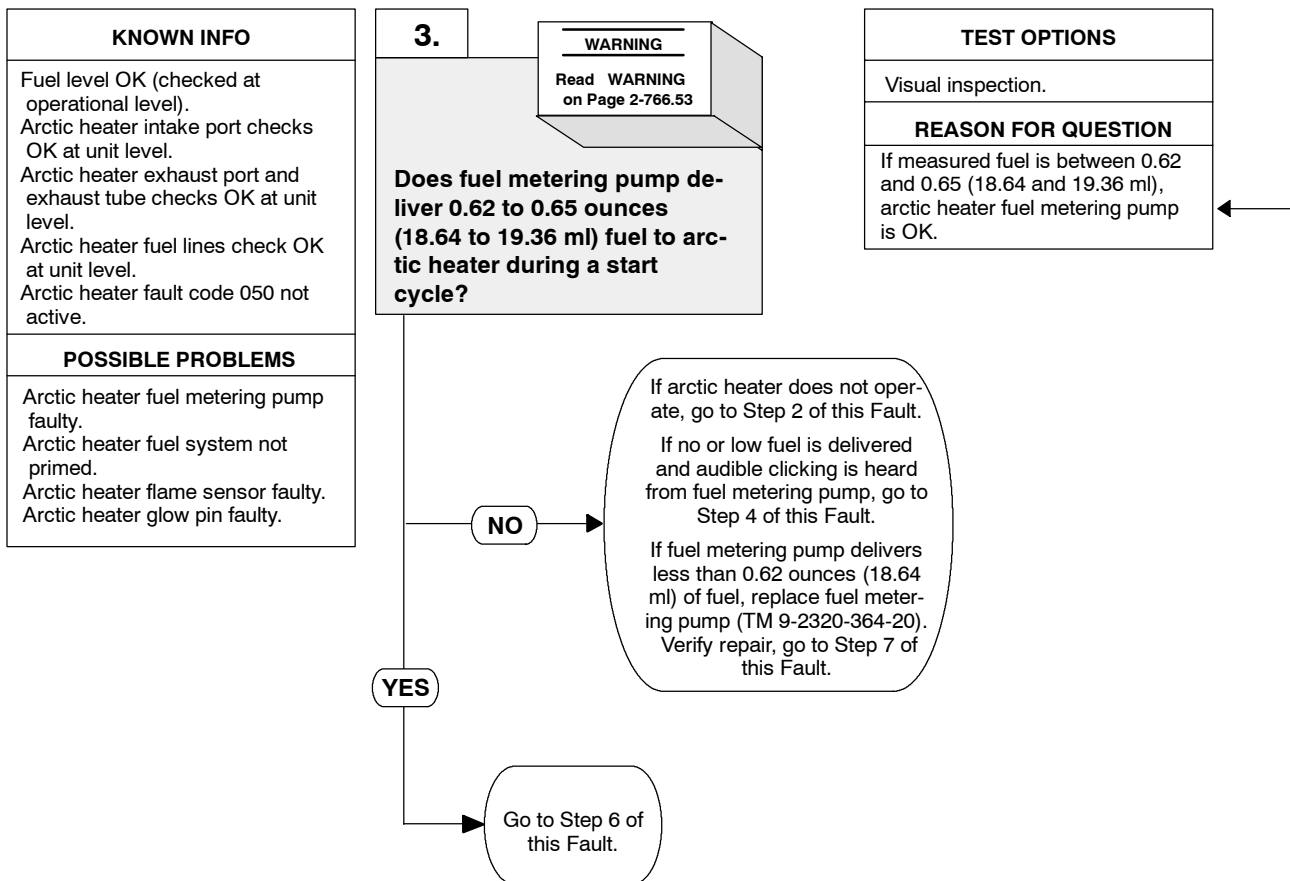 KNOWN INFO
Fuel level OK (checked at
operational level).
Arctic heater intake port checks
OK at unit level.
Arctic heater exhaust port and
exhaust tube checks OK at unit
level.
Arctic heater fuel lines check OK
at unit level.
Arctic heater fault code 050 not
active.
POSSIBLE PROBLEMS
Arctic heater fuel metering pump
faulty.
Arctic heater fuel system not
primed.
Arctic heater flame sensor faulty.
Arctic heater glow pin faulty.
3.
WARNING
Read WARNING
on Page 2-766.53
Does fuel metering pump de-
liver 0.62 to 0.65 ounces
(18.64 to 19.36 ml) fuel to arc-
tic heater during a start
cycle?
TEST OPTIONS
Visual inspection.
REASON FOR QUESTION
If measured fuel is between 0.62
and 0.65 (18.64 and 19.36 ml),
arctic heater fuel metering pump
is OK.
NO
If arctic heater does not oper-
ate, go to Step 2 of this Fault.
If no or low fuel is delivered
and audible clicking is heard
from fuel metering pump, go to
Step 4 of this Fault.
If fuel metering pump delivers
less than 0.62 ounces (18.64
ml) of fuel, replace fuel meter-
ing pump (TM 9-2320-364-20).
Verify repair, go to Step 7 of
this Fault.
YES
Go to Step 6 of
this Fault.